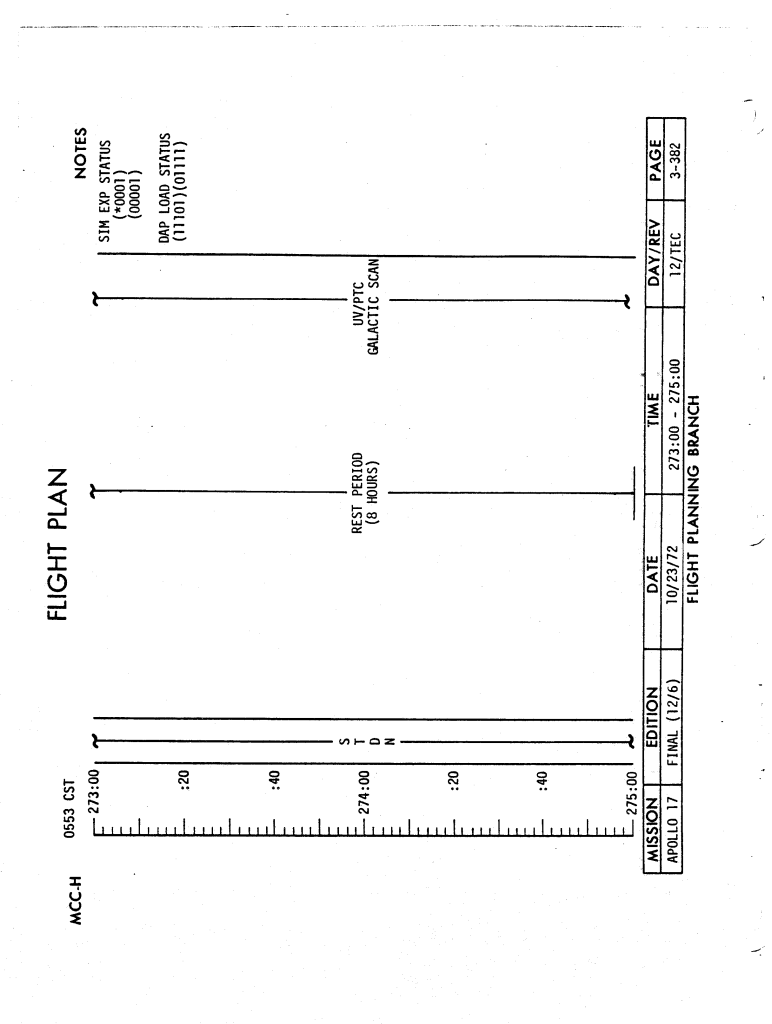 FLIGHT PLAN
MCC-H
0553 CST
NOTES
273:00
:20
:40
274:00
:20
:40
275:00
S
T
D
N
REST PERIOD
(8 HOURS)
UV/PTC
GALACTIC SCAN
SIM EXP STATUS
(*0001)
(00001)
DAP LOAD STATUS
(11101)(01111)
MISSION EDITION DATE TIME DAY/REV PAGE
APOLLO 17 FINAL (12/6) 10/23/72 273:00 - 275:00 12/TEC 3-382
FLIGHT PLANNING BRANCH